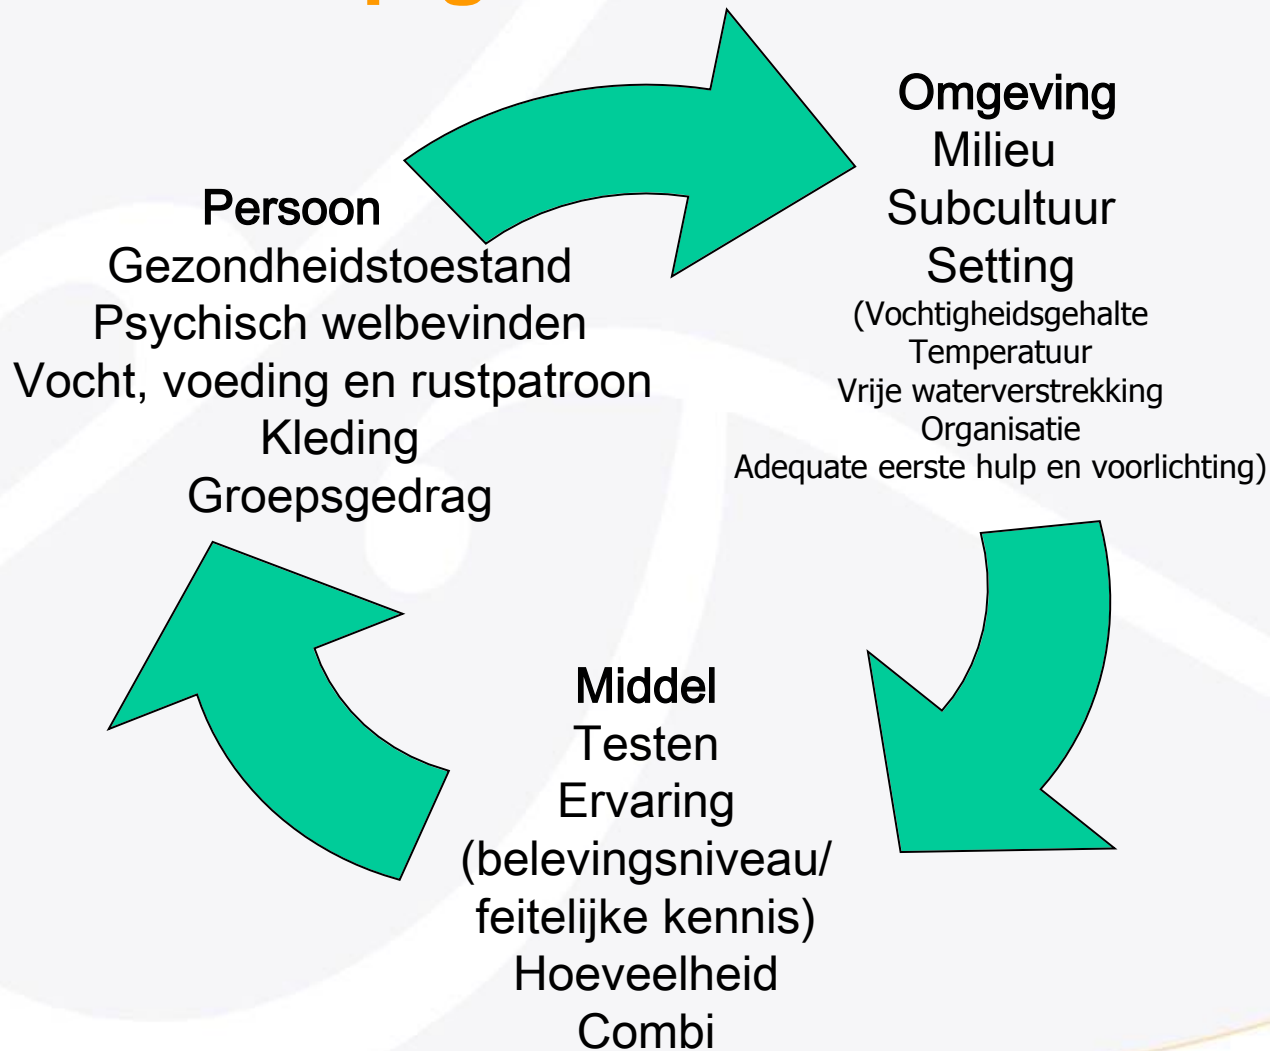 Persoon
Gezondheidstoestand
Psychisch welbevinden
Vocht, voeding en rustpatroon
Kleding
Groepsgedrag
Omgeving
Milieu
Subcultuur
Setting
(Vochtigheidsgehalte
Temperatuur
Vrije waterverstrekking
Organisatie
Adequate eerste hulp en voorlichting)
Middel
Testen
Ervaring
(belevingsniveau/
feitelijke kennis)
Hoeveelheid
Combi